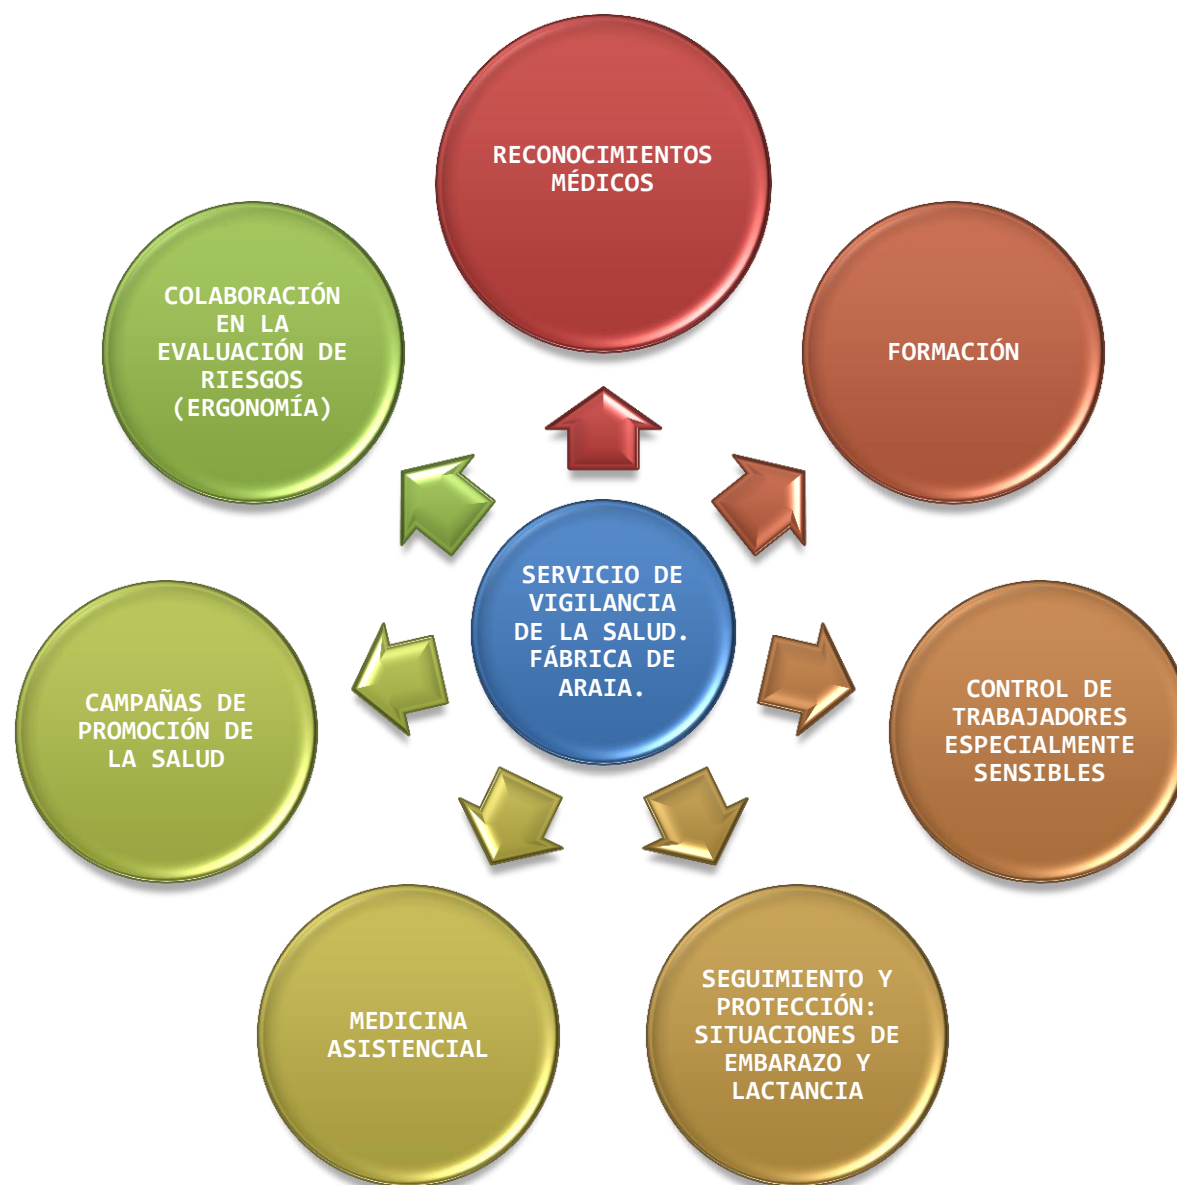 RECONOCIMIENTOS
MÉDICOS
FORMACIÓN
CONTROL DE
TRABAJADORES
ESPECIALMENTE
SENSIBLES
SEGUIMIENTO Y
PROTECCIÓN:
SITUACIONES DE
EMBARAZO Y
LACTANCIA
MEDICINA
ASISTENCIAL
CAMPAÑAS DE
PROMOCIÓN DE
LA SALUD
COLABORACIÓN
EN LA
EVALUACIÓN DE
RIESGOS
(ERGONOMÍA)
SERVICIO DE
VIGILANCIA
DE LA SALUD.
FÁBRICA DE
ARAIA.